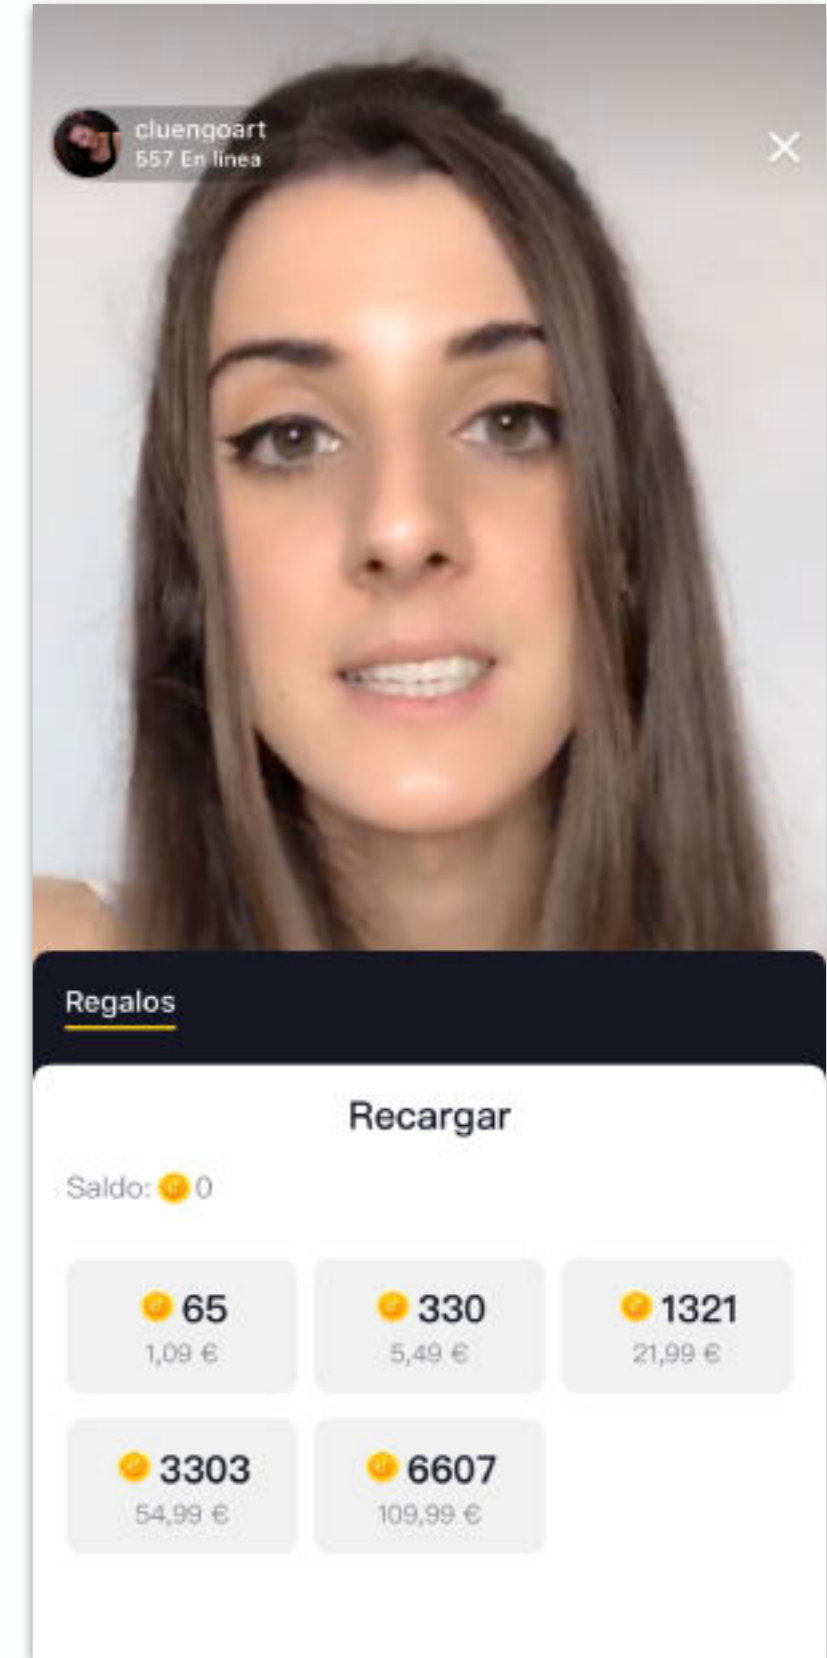 cluengoart
557 En línea
Regalos
Recargar
Saldo: 0
65
1,09 €
330
5,49 €
1321
21,99 €
3303
54,99 €
6607
109,99 €